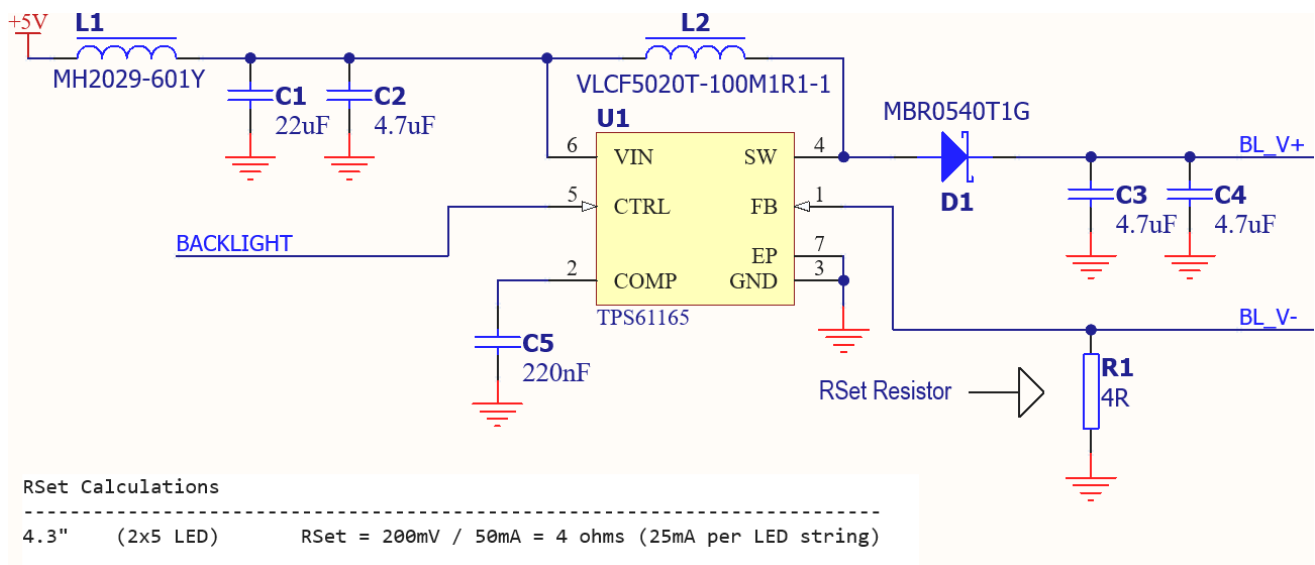 +5V
L1
MH2029-601Y
C1
22uF
C2
4.7uF
L2
VLCF5020T-100M1R1-1
U1
6 VIN SW 4
5 CTRL FB 1
EP 7
2 COMP GND 3
TPS61165
BACKLIGHT
C5
220nF
MBR0540T1G
D1
BL_V+
C3
4.7uF
C4
4.7uF
BL_V-
R1
4R
RSet Resistor
RSet Calculations
--------------------------------------------------------------------------
4.3" (2x5 LED) RSet = 200mV / 50mA = 4 ohms (25mA per LED string)